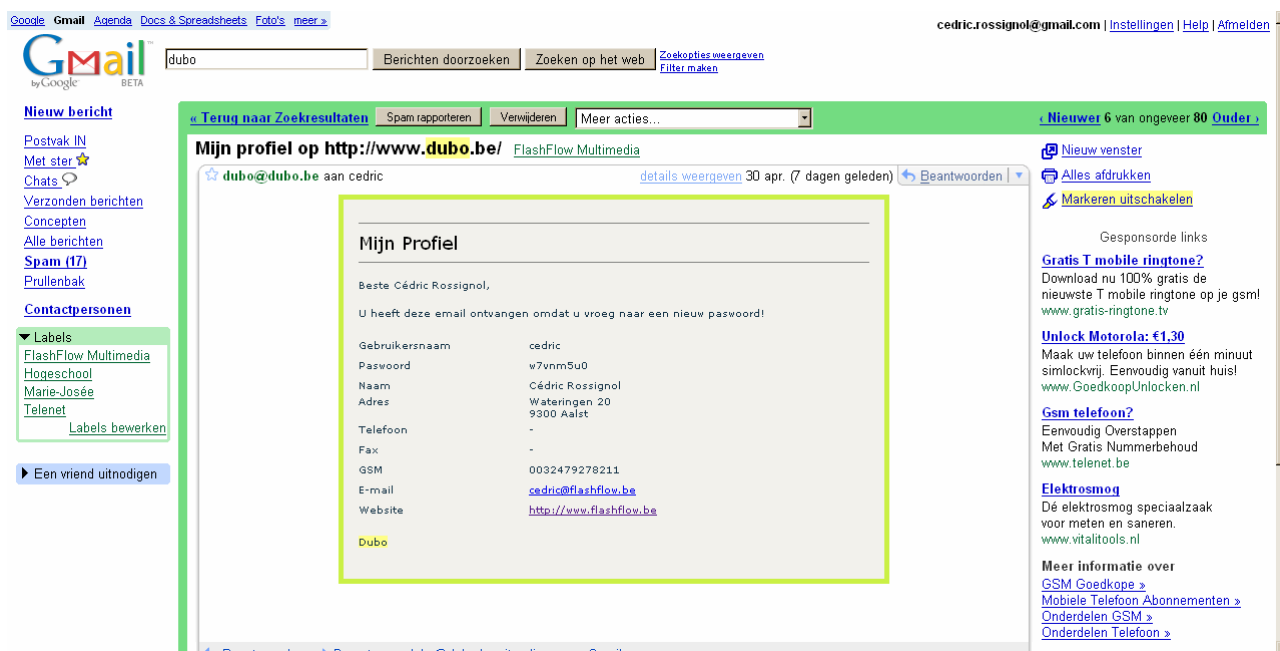 Google Gmail Agenda Docs & Spreadsheets Foto's meer »
cedric.rossignol@gmail.com | Instellingen | Help | Afmelden
Gmail™
by Google BETA
dubo Berichten doorzoeken Zoeken op het web Zoekopties weergeven
Filter maken
Nieuw bericht
Postvak IN
Met ster
Chats
Verzonden berichten
Concepten
Alle berichten
Spam (17)
Prullenbak
Contactpersonen
Labels
FlashFlow Multimedia
Hogeschool
Marie-Josée
Telenet
Labels bewerken
Een vriend uitnodigen
« Terug naar Zoekresultaten Spam rapporteren Verwijderen Meer acties... ‹ Nieuwer 6 van ongeveer 80 Ouder ›
Mijn profiel op http://www.dubo.be/ FlashFlow Multimedia
dubo@dubo.be aan cedric details weergeven 30 apr. (7 dagen geleden) Beantwoorden
Mijn Profiel
Beste Cédric Rossignol,
U heeft deze email ontvangen omdat u vroeg naar een nieuw paswoord!
Gebruikersnaam cedric
Paswoord w7vnm5u0
Naam Cédric Rossignol
Adres Wateringen 20
9300 Aalst
Telefoon -
Fax -
GSM 0032479278211
E-mail cedric@flashflow.be
Website http://www.flashflow.be
Dubo
Nieuw venster
Alles afdrukken
Markeren uitschakelen
Gesponsorde links
Gratis T mobile ringtone?
Download nu 100% gratis de
nieuwste T mobile ringtone op je gsm!
www.gratis-ringtone.tv
Unlock Motorola: €1,30
Maak uw telefoon binnen één minuut
simlockvrij. Eenvoudig vanuit huis!
www.GoedkoopUnlocken.nl
Gsm telefoon?
Eenvoudig Overstappen
Met Gratis Nummerbehoud
www.telenet.be
Elektrosmog
Dé elektrosmog speciaalzaak
voor meten en saneren.
www.vitalitools.nl
Meer informatie over
GSM Goedkope »
Mobiele Telefoon Abonnementen »
Onderdelen GSM »
Onderdelen Telefoon »